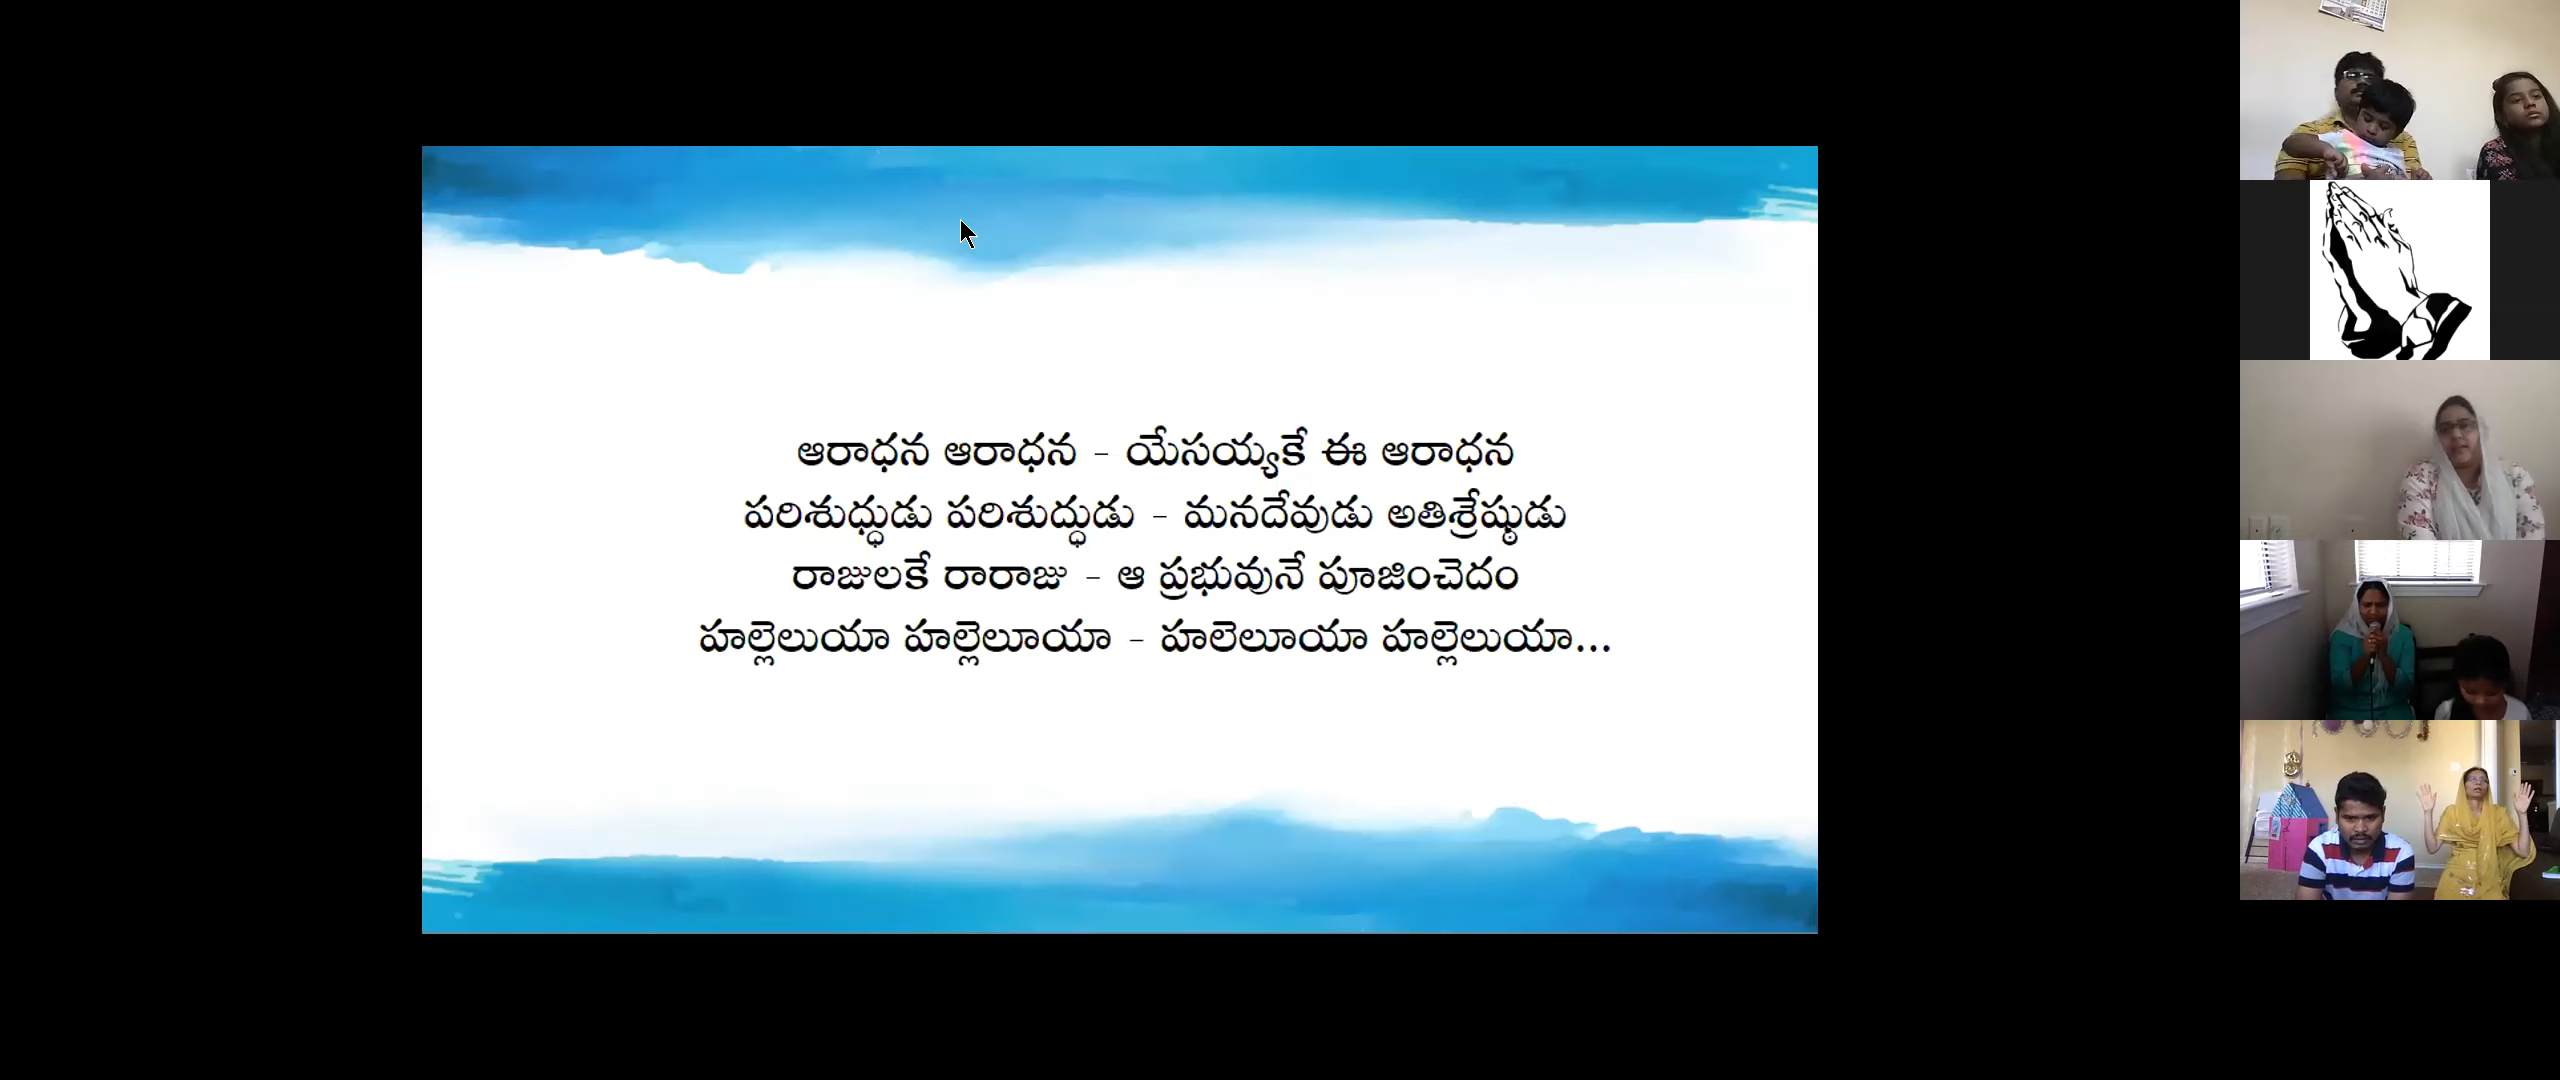 ఆరాధన ఆరాధన - యేసయ్యకే ఈ ఆరాధన
పరిశుధ్ధుడు పరిశుద్ధుడు - మనదేవుడు అతిశ్రేష్ఠుడు
రాజులకే రారాజు - ఆ ప్రభువునే పూజించెదం
హల్లెలుయా హల్లెలూయా - హలెలూయా హల్లెలుయా...